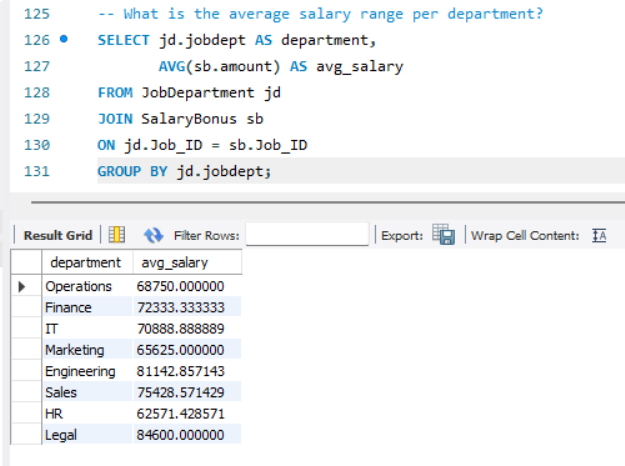 125 -- What is the average salary range per department?
126 SELECT jd.jobdept AS department,
127 AVG(sb.amount) AS avg_salary
128 FROM JobDepartment jd
129 JOIN SalaryBonus sb
130 ON jd.Job_ID = sb.Job_ID
131 GROUP BY jd.jobdept;
Result Grid Filter Rows: Export: Wrap Cell Content: IA
department avg_salary
Operations 68750.000000
Finance 72333.333333
IT 70888.888889
Marketing 65625.000000
Engineering 81142.857143
Sales 75428.571429
HR 62571.428571
Legal 84600.000000